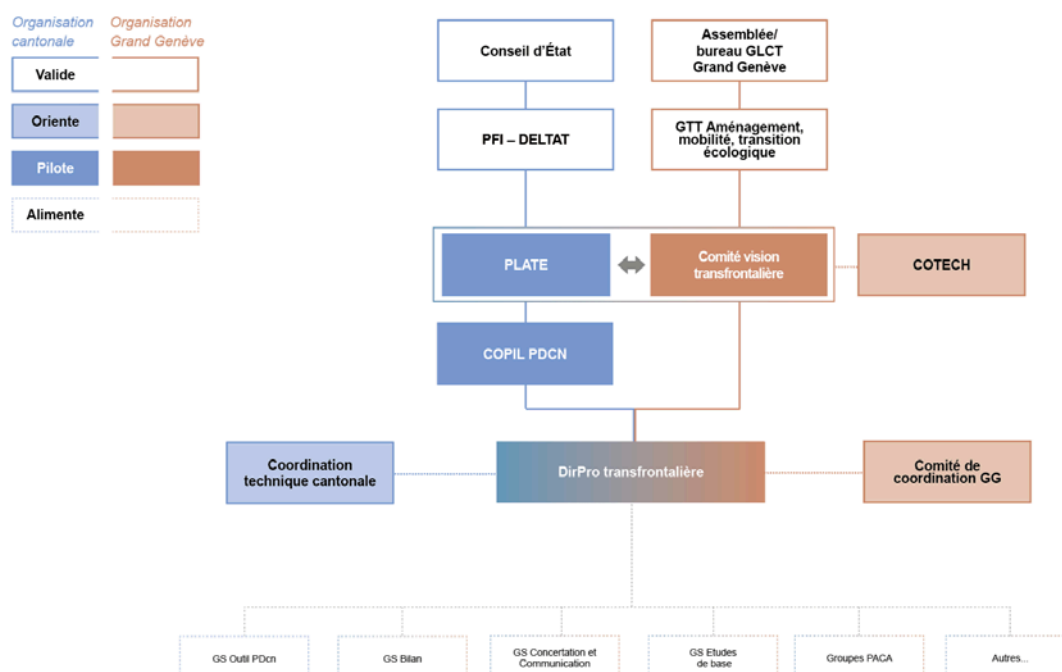 Organisation
cantonale
Organisation
Grand Genève
Valide
Oriente
Pilote
Alimente
Conseil d’État
Assemblée/
bureau GLCT
Grand Genève
PFI – DELTAT
GTT Aménagement,
mobilité, transition
écologique
PLATE
Comité vision
transfrontalière
COTECH
COPIL PDCN
Coordination
technique cantonale
DirPro transfrontalière
Comité de
coordination GG
GS Outil PDcn
GS Bilan
GS Concertation et
Communication
GS Etudes
de base
Groupes PACA
Autres...